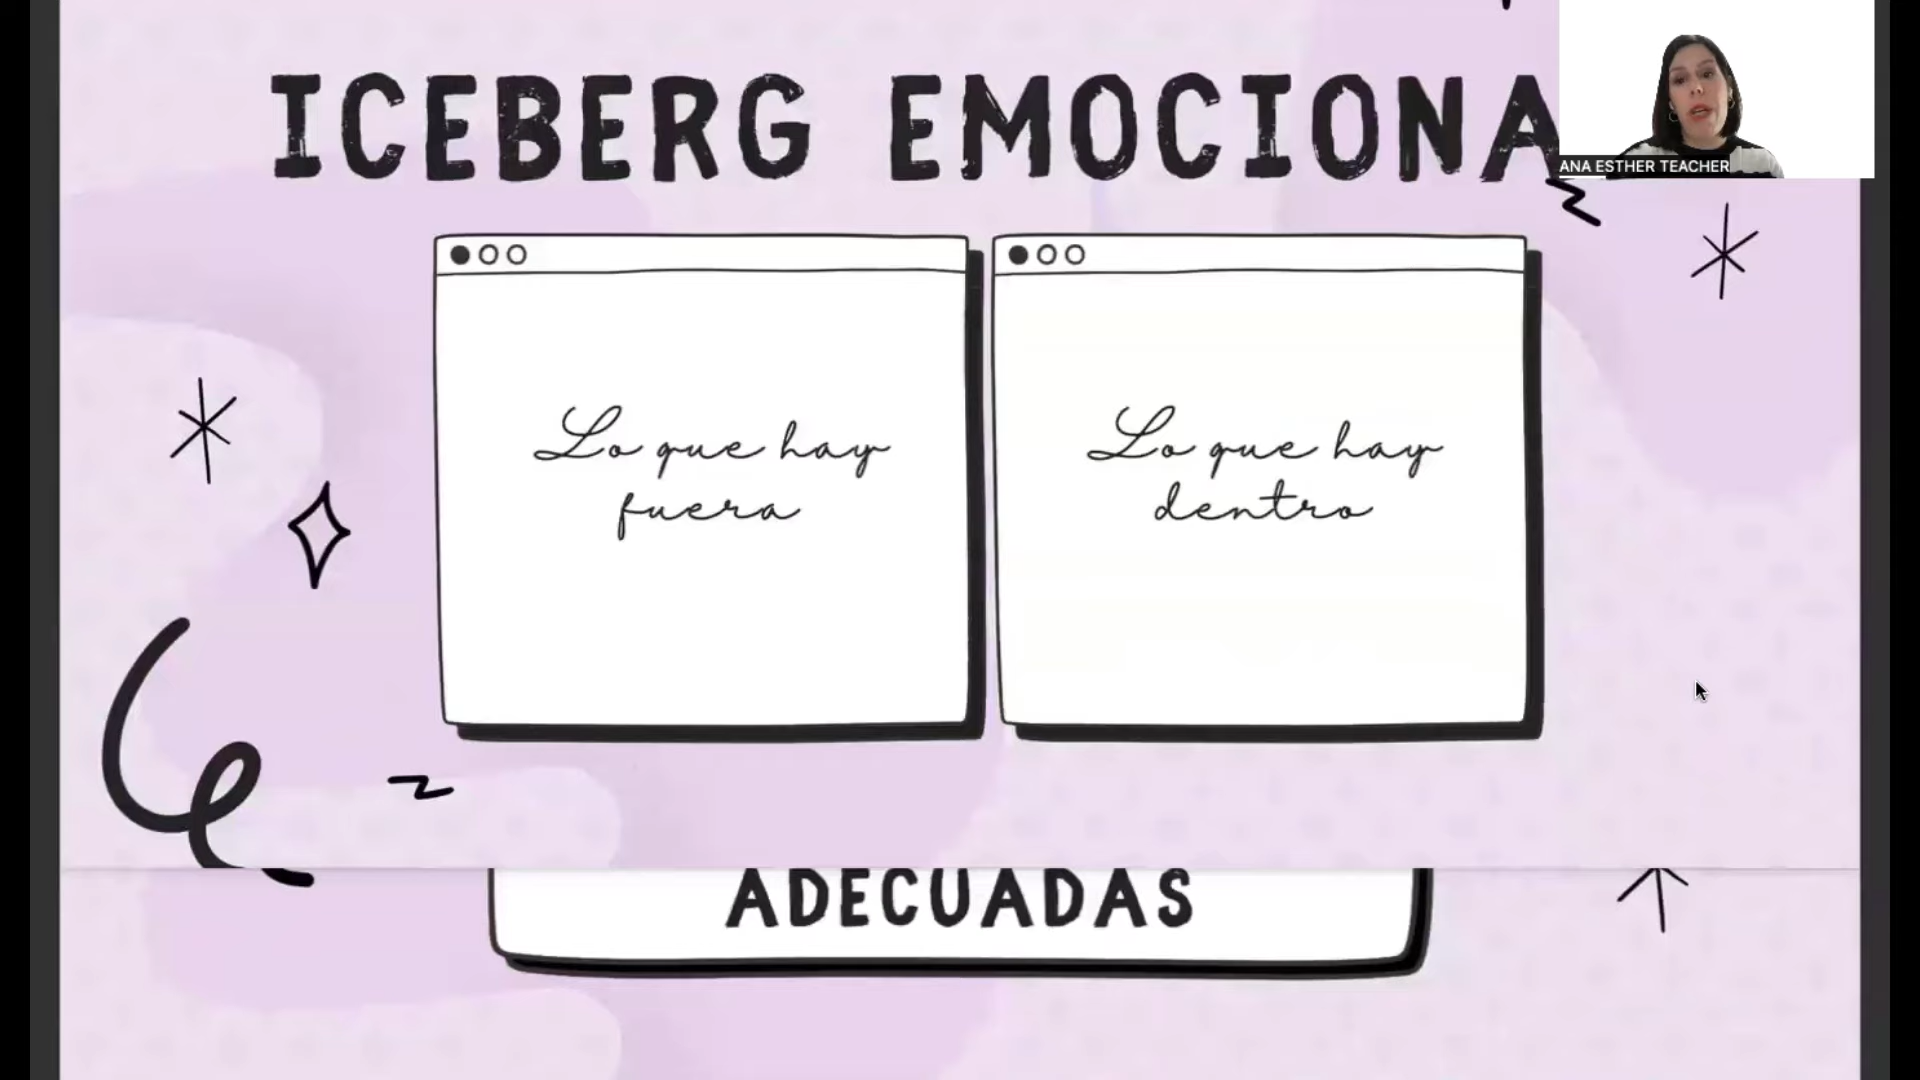 ICEBERG EMOCIONA
ANA ESTHER TEACHER
Lo que hay
fuera
Lo que hay
dentro
ADECUADAS